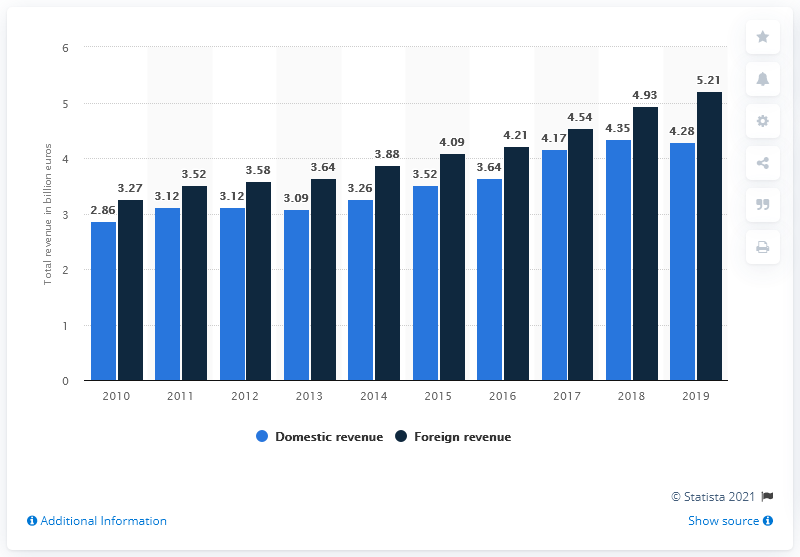 6
5
4
3
2
1
0
Total revenue in billion euros
2.86 3.27 3.12 3.52 3.12 3.58 3.09 3.64 3.26 3.88 3.52 4.09 3.64 4.21 4.17 4.54 4.35 4.93 4.28 5.21
2010 2011 2012 2013 2014 2015 2016 2017 2018 2019
Domestic revenue Foreign revenue
© Statista 2021
Additional Information Show source